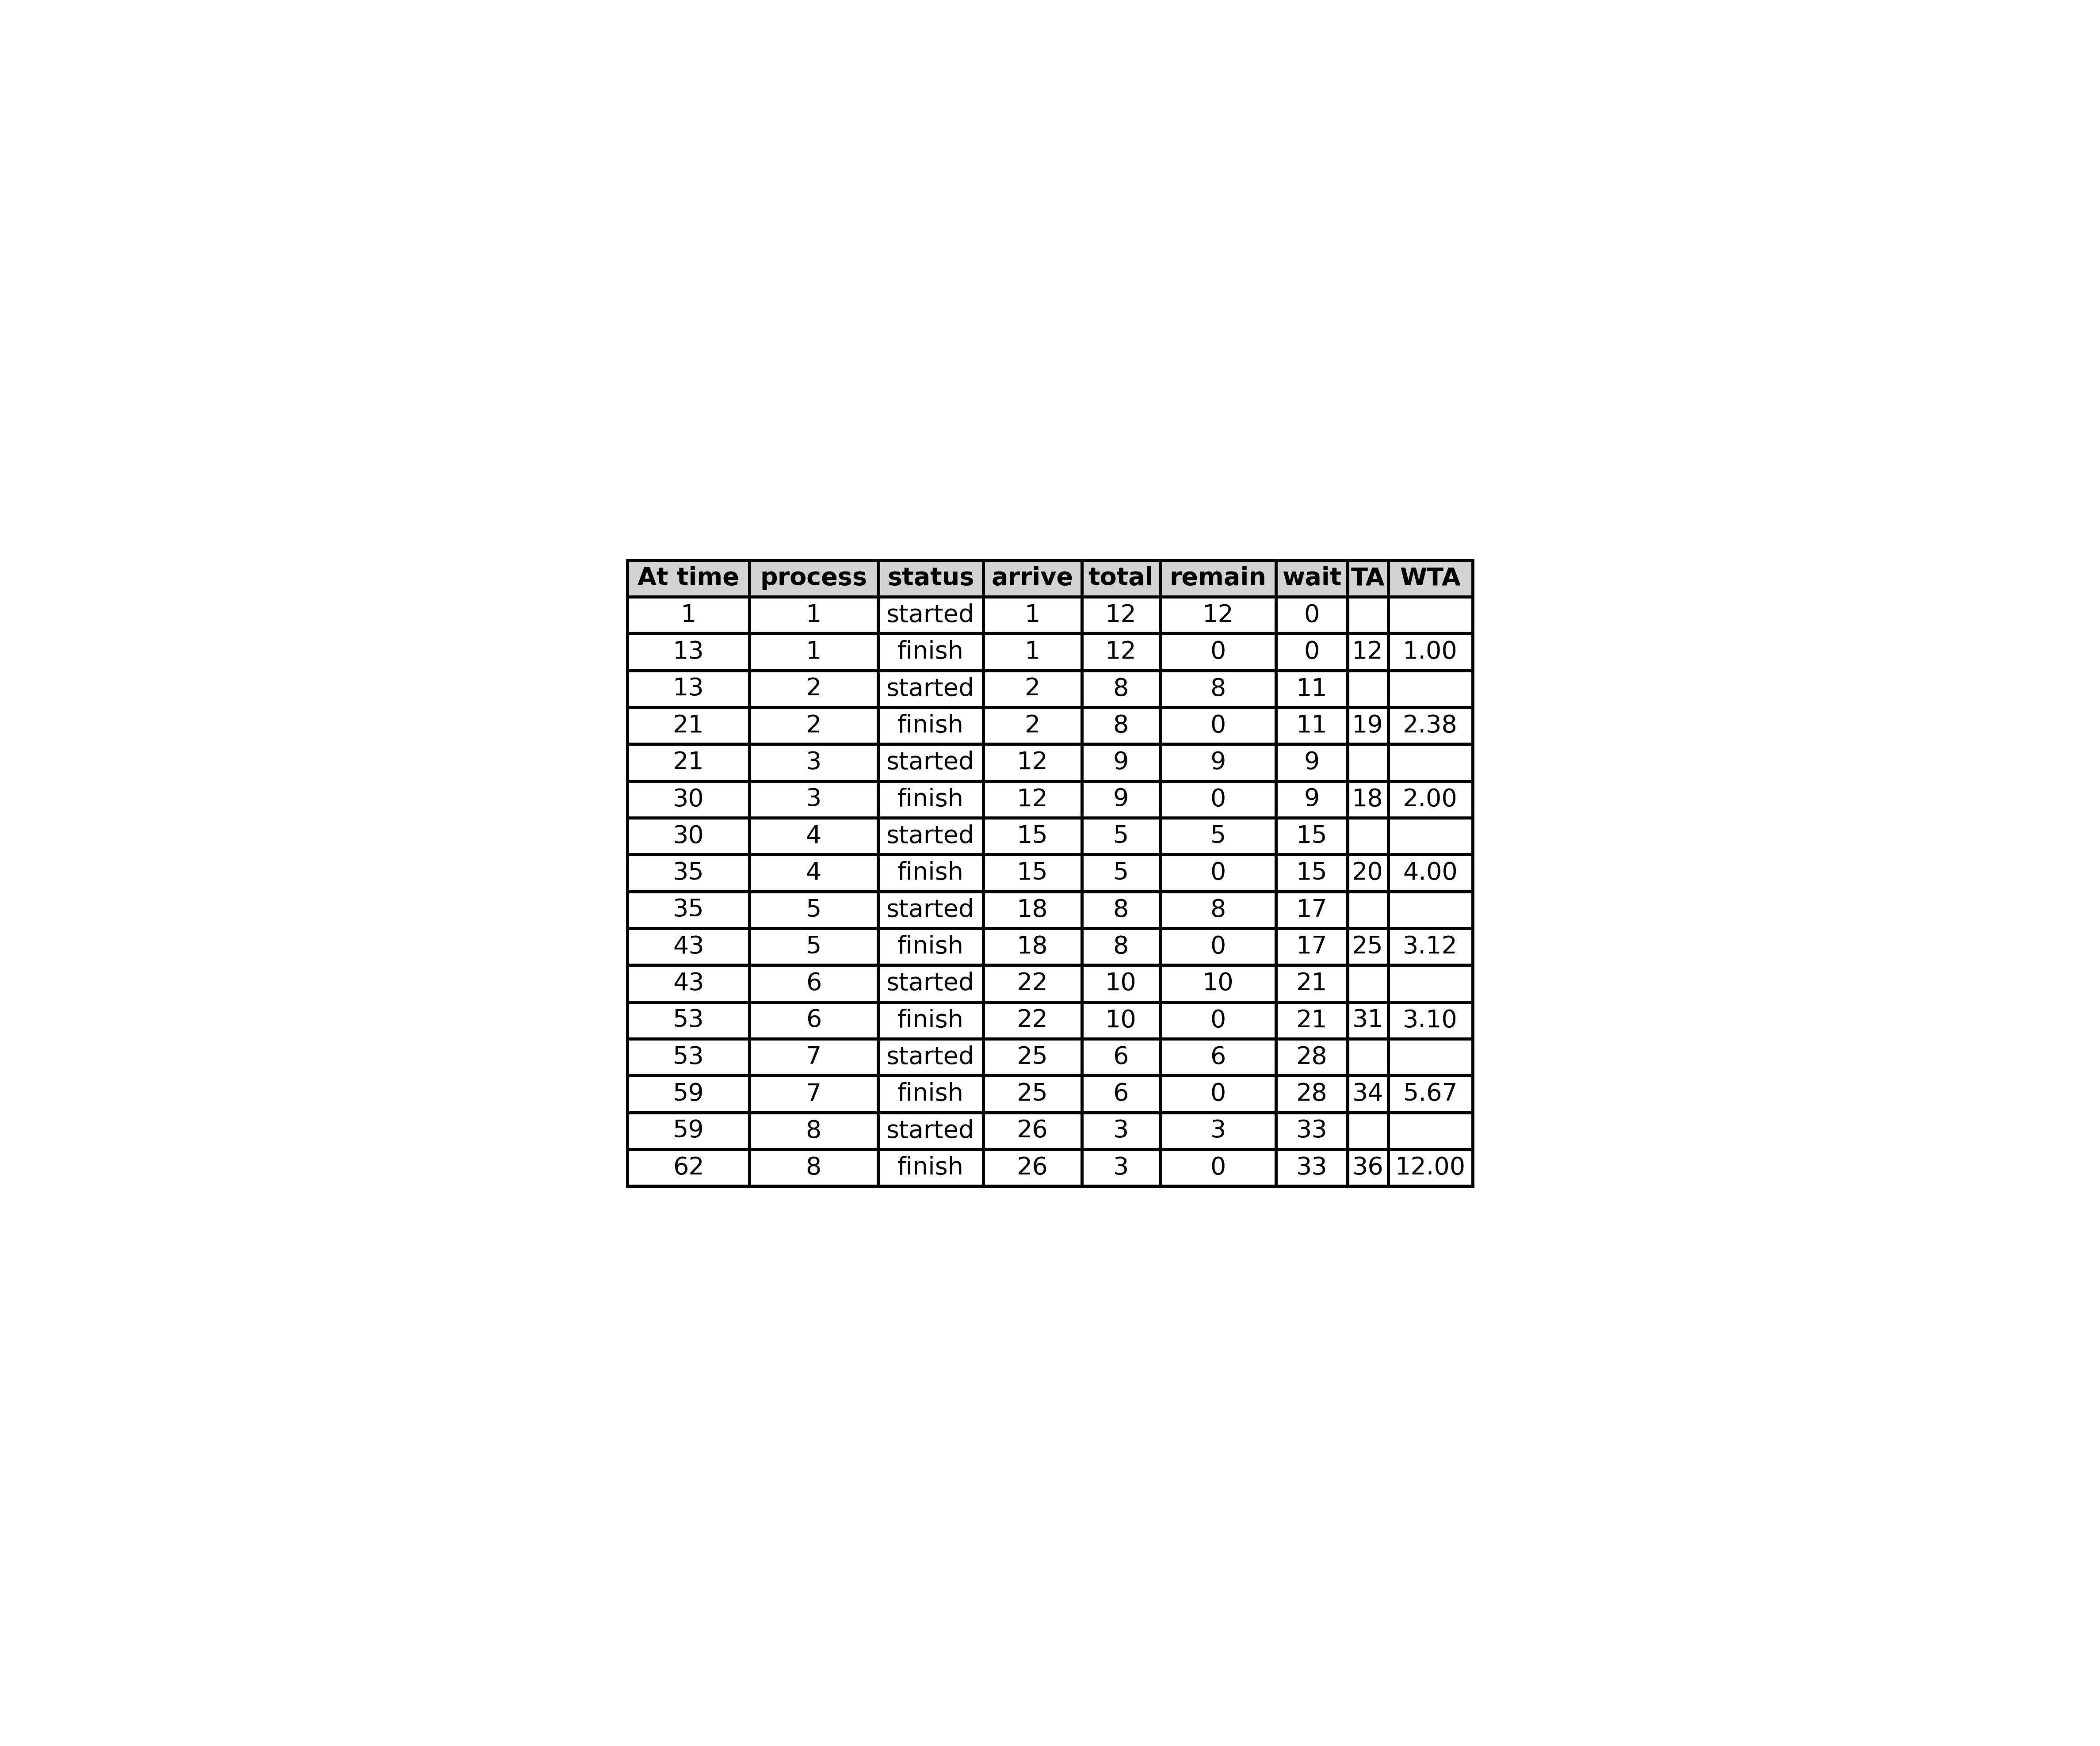 At time process status arrive total remain wait TA WTA
1 1 started 1 12 12 0
13 1 finish 1 12 0 0 12 1.00
13 2 started 2 8 8 11
21 2 finish 2 8 0 11 19 2.38
21 3 started 12 9 9 9
30 3 finish 12 9 0 9 18 2.00
30 4 started 15 5 5 15
35 4 finish 15 5 0 15 20 4.00
35 5 started 18 8 8 17
43 5 finish 18 8 0 17 25 3.12
43 6 started 22 10 10 21
53 6 finish 22 10 0 21 31 3.10
53 7 started 25 6 6 28
59 7 finish 25 6 0 28 34 5.67
59 8 started 26 3 3 33
62 8 finish 26 3 0 33 36 12.00